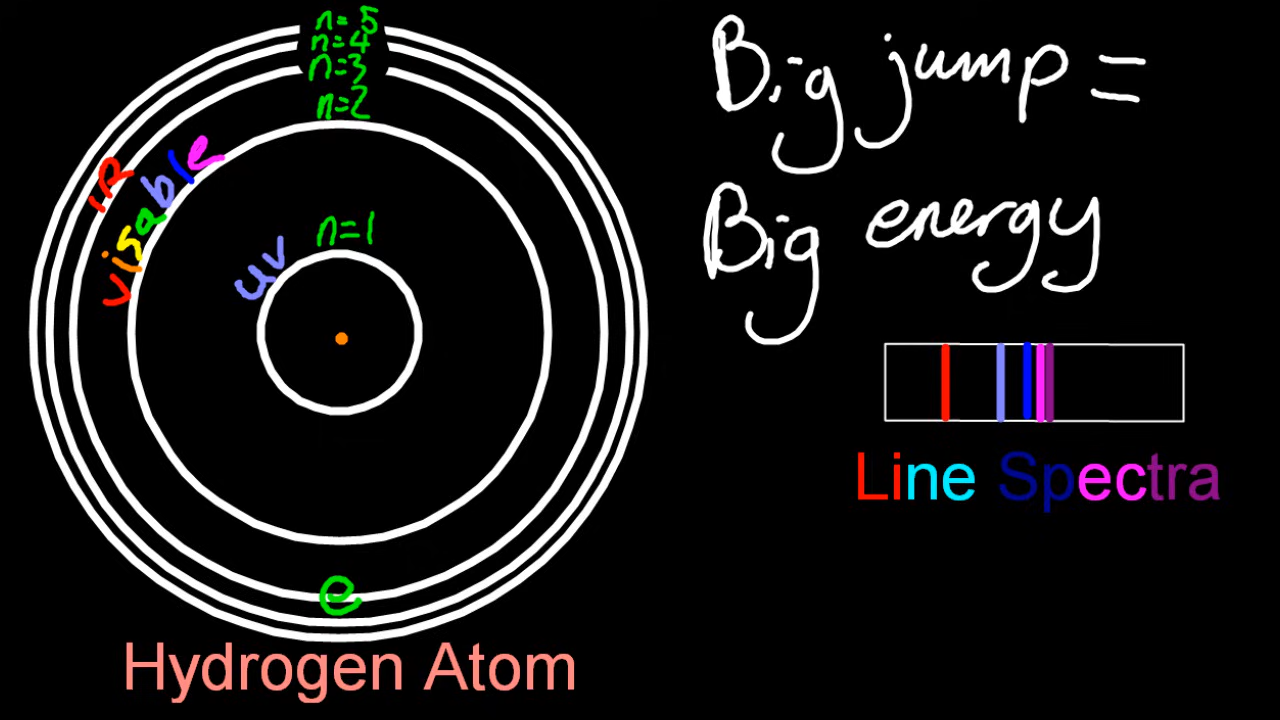 n=5
n=4
n=3
n=2
IR
visable
n=1
uv
e
Hydrogen Atom
Big jump =
Big energy
Line Spectra